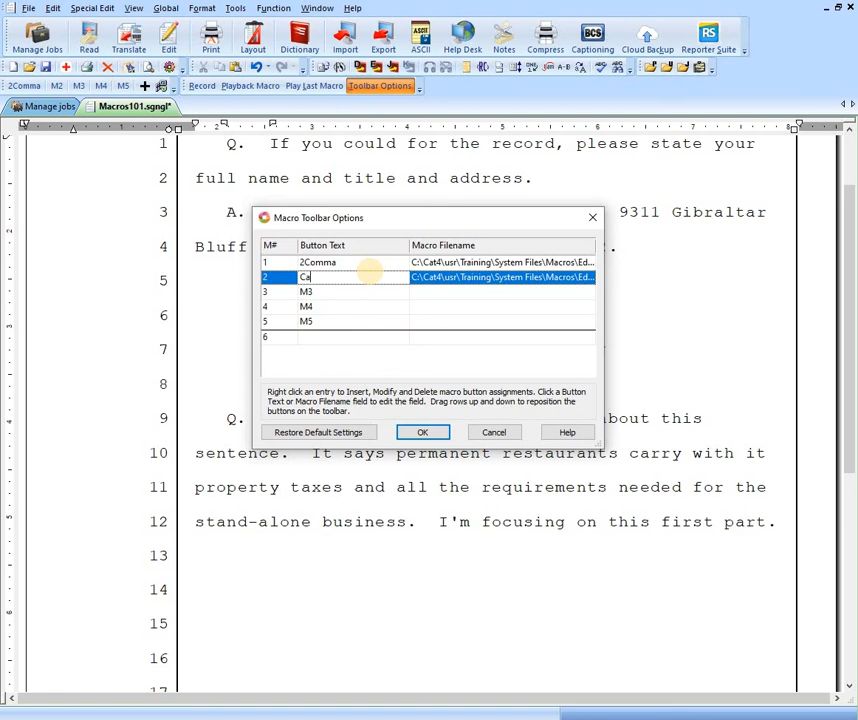 File Edit Special Edit View Global Format Tools Function Window Help
Manage Jobs Read Translate Edit Print Layout Dictionary Import Export ASCII Help Desk Notes Compress Captioning Cloud Backup Reporter Suite
2Comma M2 M3 M4 M5 Record Playback Macro Play Last Macro Toolbar Options
Manage jobs Macros101.sgngl*
1 Q. If you could for the record, please state your
2 full name and title and address.
Macro Toolbar Options
3 A. 9311 Gibraltar
M# Button Text Macro Filename
4 Bluff .
1 2Comma C:\Cat4\usr\Training\System Files\Macros\Ed...
2 Ca C:\Cat4\usr\Training\System Files\Macros\Ed...
5
3 M3
4 M4
6
5 M5
6
7
8
Right click an entry to Insert, Modify and Delete macro button assignments. Click a Button
Text or Macro Filename field to edit the field. Drag rows up and down to reposition the
buttons on the toolbar.
9 Q. bout this
Restore Default Settings OK Cancel Help
10 sentence. It says permanent restaurants carry with it
11 property taxes and all the requirements needed for the
12 stand-alone business. I'm focusing on this first part.
13
14
15
16
17